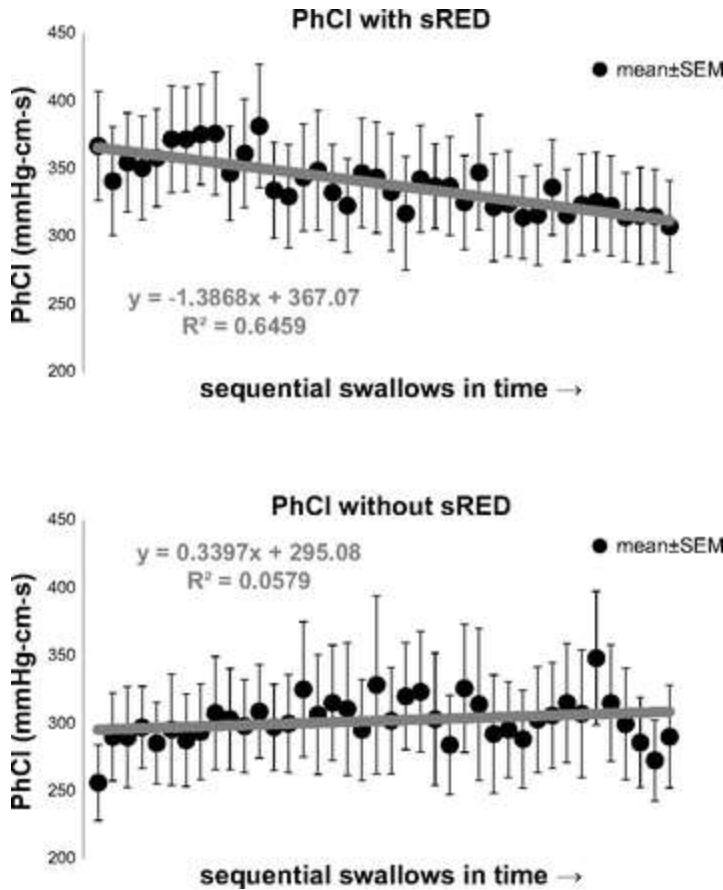 PhCI with sRED
450
400
350
300
250
200
PhCI (mmHg-cm-s)
mean±SEM
y = -1.3868x + 367.07
R² = 0.6459
sequential swallows in time →
PhCI without sRED
450
400
350
300
250
200
PhCI (mmHg-cm-s)
mean±SEM
y = 0.3397x + 295.08
R² = 0.0579
sequential swallows in time →